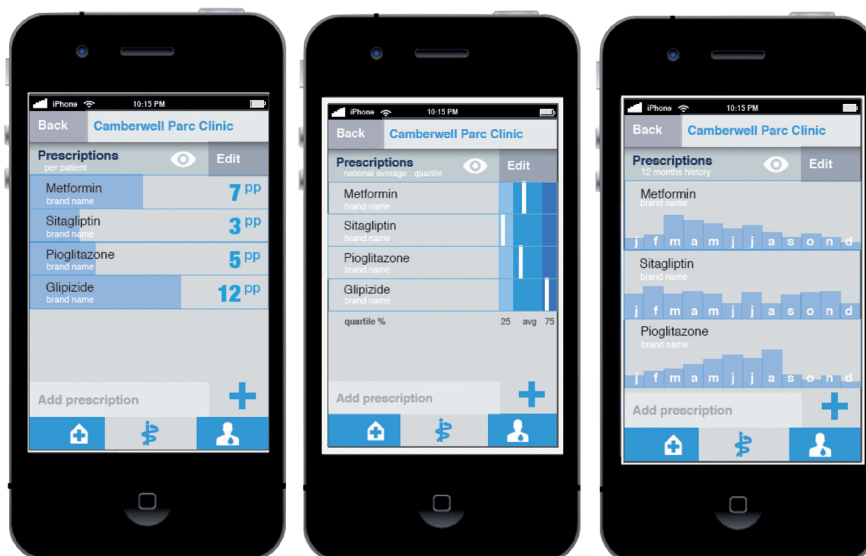 iPhone 10:15 PM
Back Camberwell Parc Clinic
Prescriptions
per patient
Edit
Metformin
brand name
7 pp
Sitagliptin
brand name
3 pp
Pioglitazone
brand name
5 pp
Glipizide
brand name
12 pp
Add prescription
iPhone 10:15 PM
Back Camberwell Parc Clinic
Prescriptions
national average : quartile
Edit
Metformin
brand name
Sitagliptin
brand name
Pioglitazone
brand name
Glipizide
brand name
quartile % 25 avg 75
Add prescription
iPhone 10:15 PM
Back Camberwell Parc Clinic
Prescriptions
12 months history
Edit
Metformin
brand name
j f m a m j j a s o n d
Sitagliptin
brand name
j f m a m j j a s o n d
Pioglitazone
brand name
j f m a m j j a s o n d
Add prescription